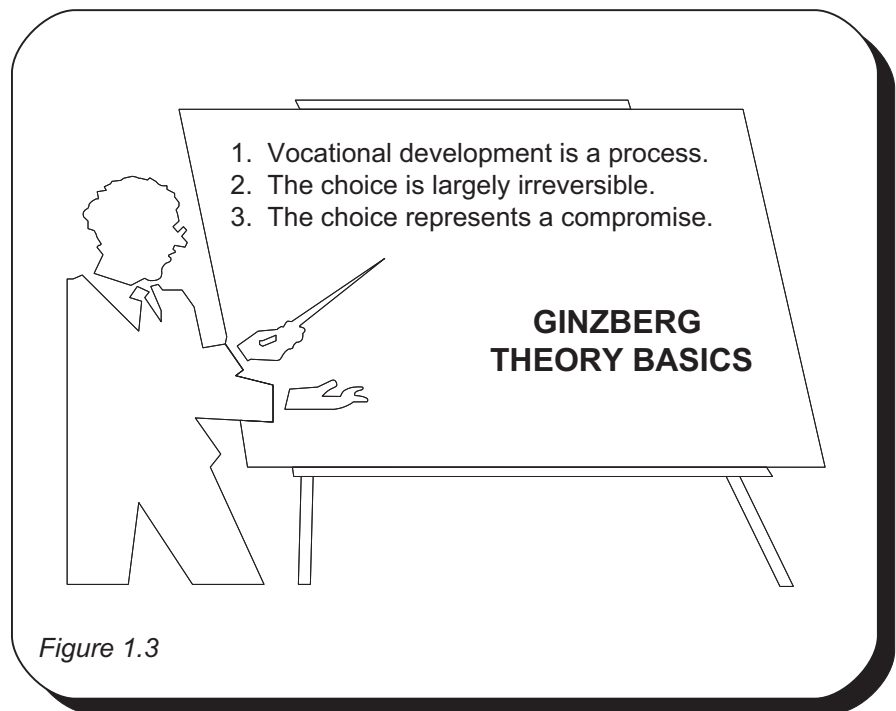 1. Vocational development is a process.
2. The choice is largely irreversible.
3. The choice represents a compromise.
GINZBERG
THEORY BASICS
Figure 1.3